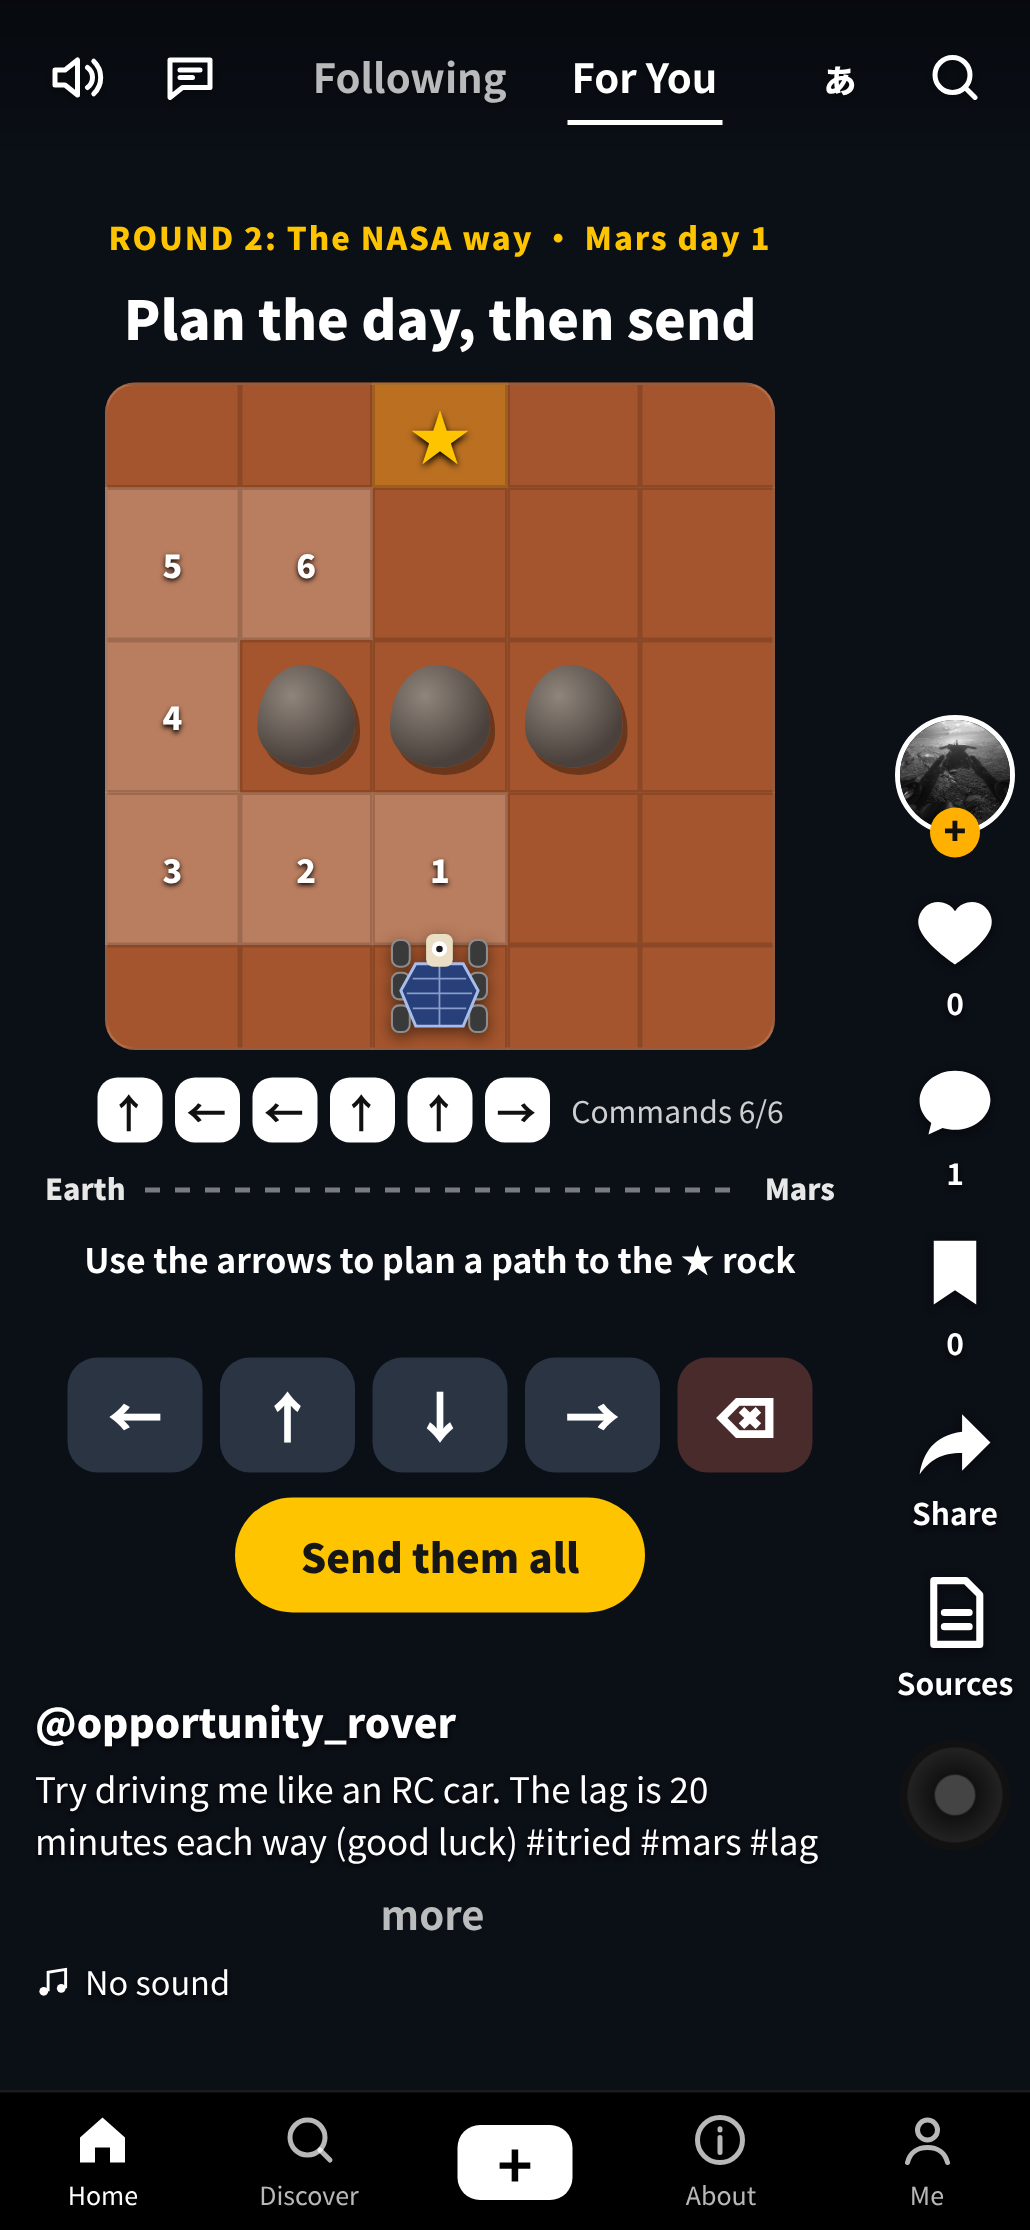 Following
For You
あ
ROUND 2: The NASA way • Mars day 1
Plan the day, then send
★
5 6
4
3 2 1
↑ ← ← ↑ ↑ → Commands 6/6
Earth Mars
Use the arrows to plan a path to the ★ rock
← ↑ ↓ →
Send them all
0
1
0
Share
Sources
@opportunity_rover
Try driving me like an RC car. The lag is 20
minutes each way (good luck) #itried #mars #lag
more
No sound
Home
Discover
About
Me